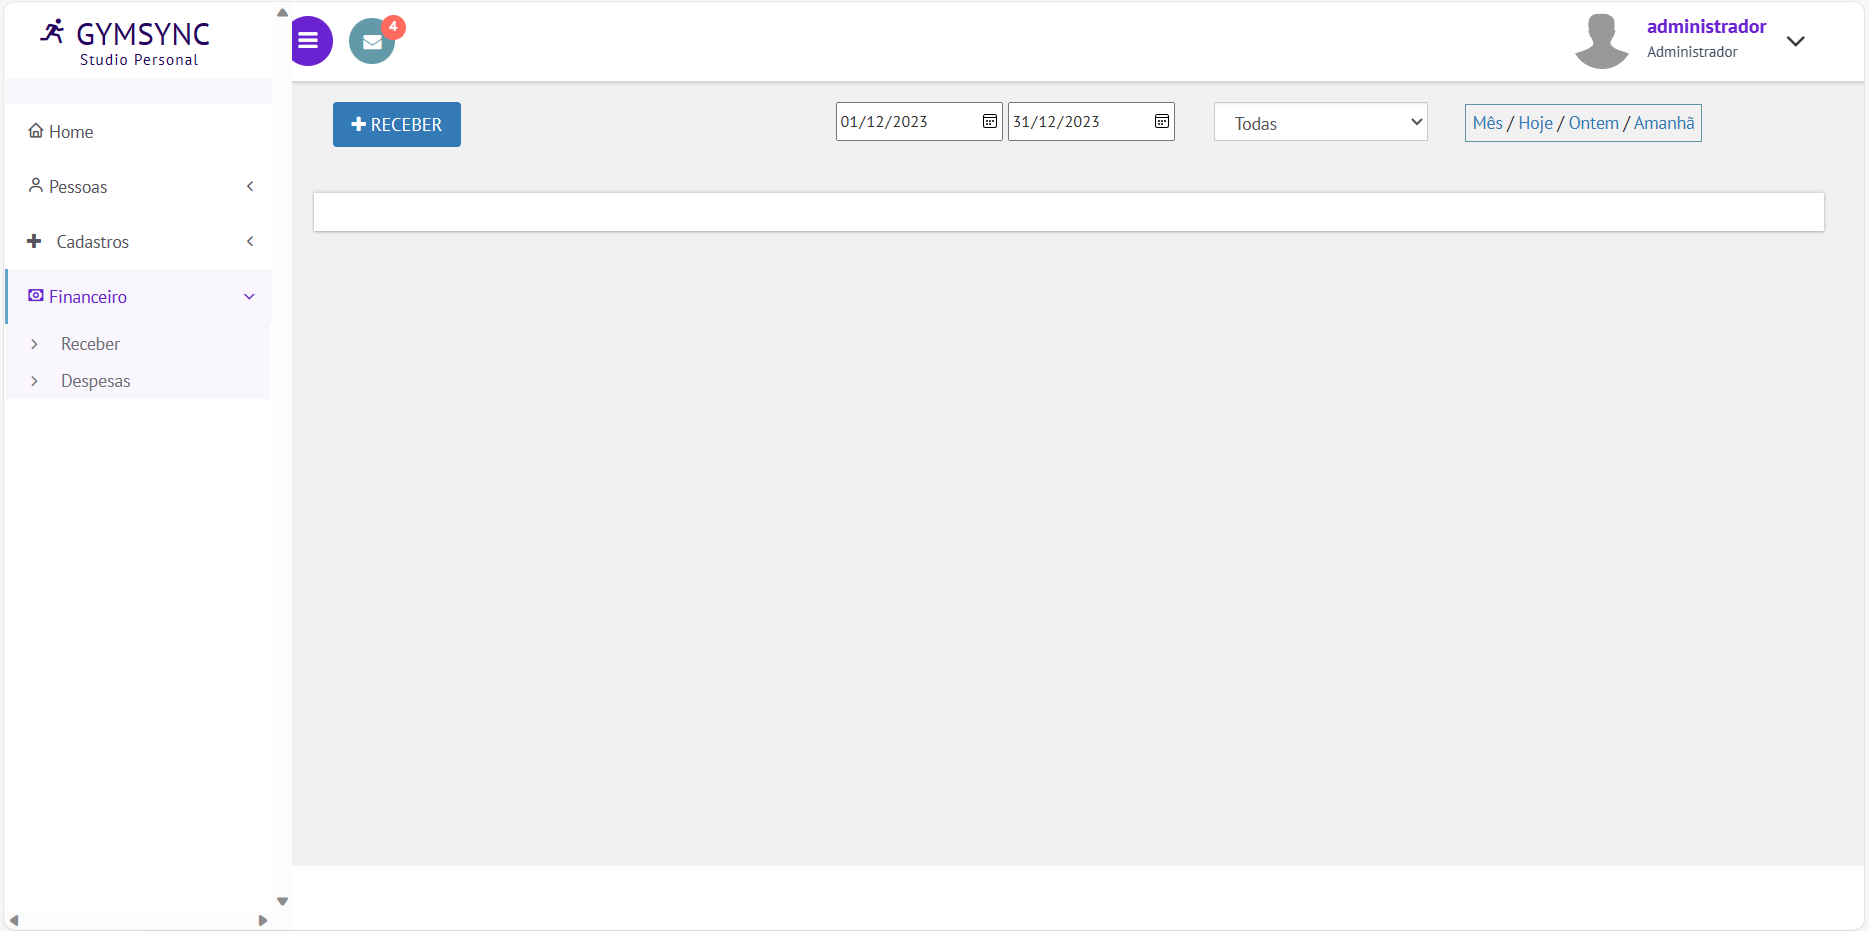 GYMSYNC
Studio Personal
4
administrador
Administrador
Home
Pessoas
Cadastros
Financeiro
Receber
Despesas
RECEBER
01/12/2023
31/12/2023
Todas
Mês / Hoje / Ontem / Amanhã